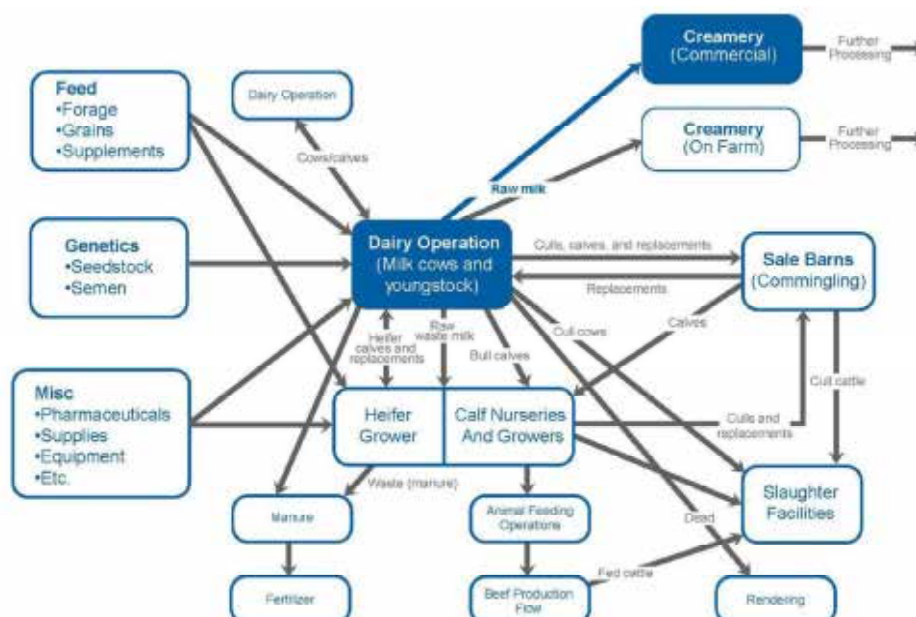 Creamery
(Commercial)
Further
Processing
Feed
•Forage
•Grains
•Supplements
Dairy Operation
Cows/calves
Creamery
(On Farm)
Further
Processing
Raw milk
Genetics
•Seedstock
•Semen
Dairy Operation
(Milk cows and
youngstock)
Culls, calves, and replacements
Replacements
Sale Barns
(Commingling)
Heifer
calves and
replacements
Raw
waste milk
Bull calves
Cull cows
Calves
Cull cattle
Misc
•Pharmaceuticals
•Supplies
•Equipment
•Etc.
Heifer
Grower
Calf Nurseries
And Growers
Culls and
replacements
Waste (manure)
Manure
Animal Feeding
Operations
Dead
Slaughter
Facilities
Fertilizer
Beef Production
Flow
Fed cattle
Rendering